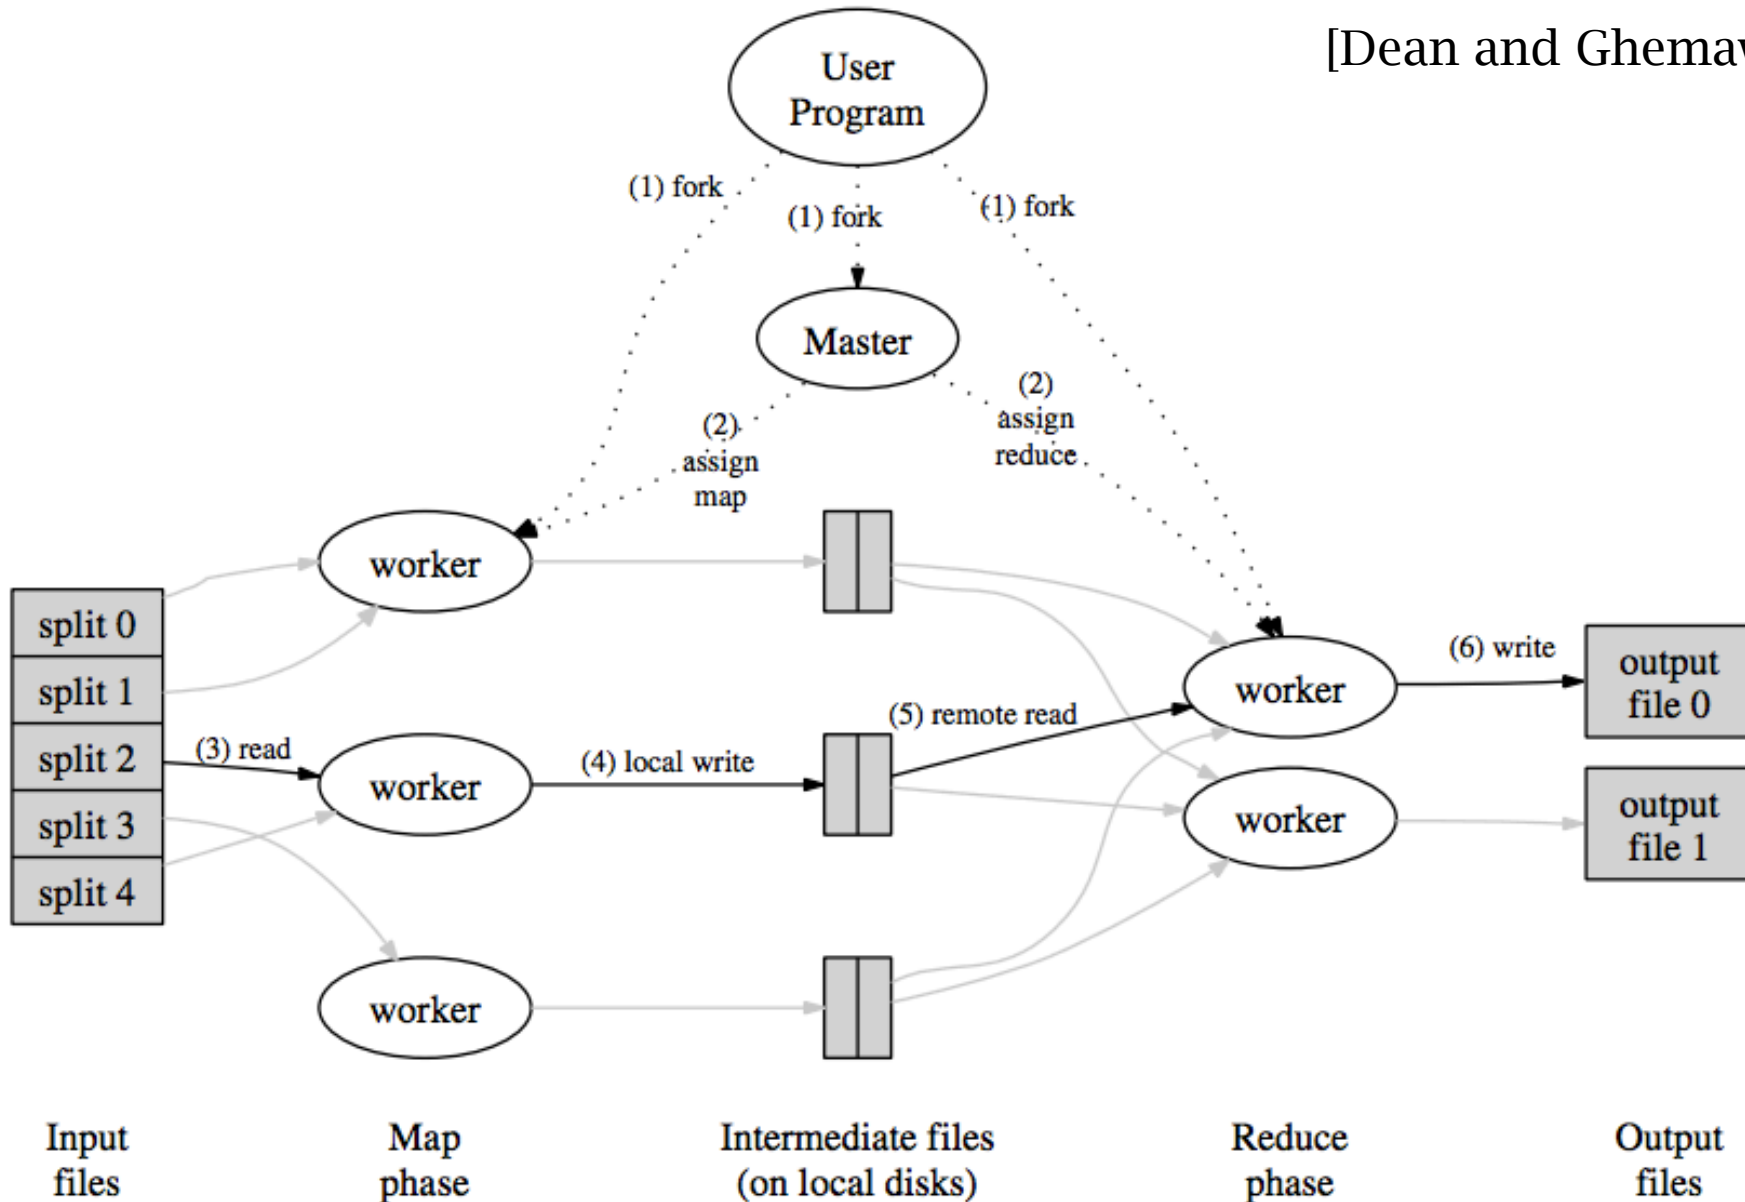 [Dean and Ghemaw
User
Program
(1) fork
(1) fork
(1) fork
Master
(2)
assign
map
(2)
assign
reduce
worker
split 0
split 1
split 2
split 3
split 4
(3) read
worker
(4) local write
(5) remote read
worker
worker
(6) write
output
file 0
output
file 1
worker
Input
files
Map
phase
Intermediate files
(on local disks)
Reduce
phase
Output
files